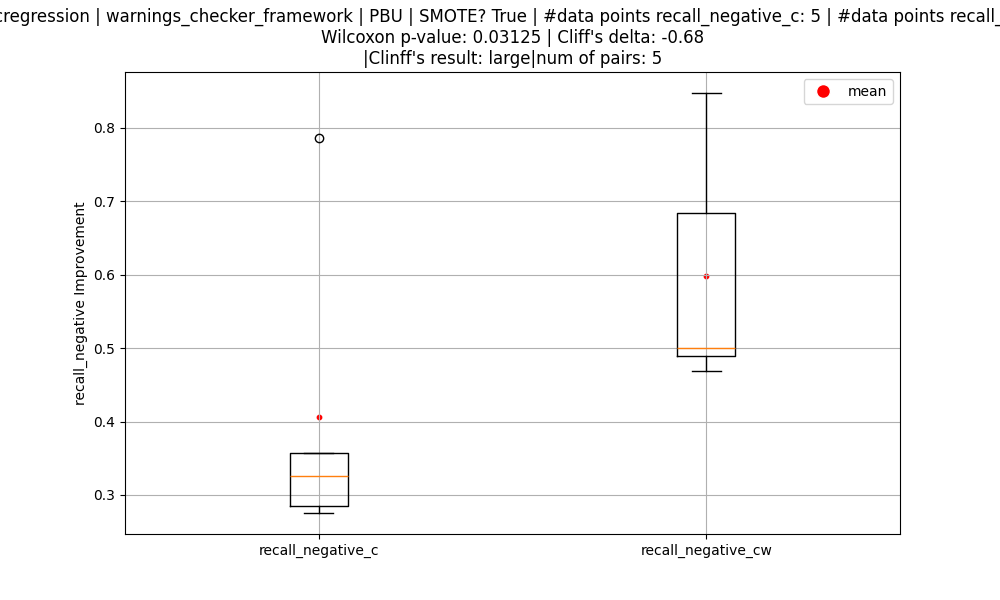 cregression | warnings_checker_framework | PBU | SMOTE? True | #data points recall_negative_c: 5 | #data points recall_
Wilcoxon p-value: 0.03125 | Cliff's delta: -0.68
|Clinff's result: large|num of pairs: 5
mean
0.8
0.7
0.6
0.5
0.4
0.3
recall_negative Improvement
recall_negative_c
recall_negative_cw